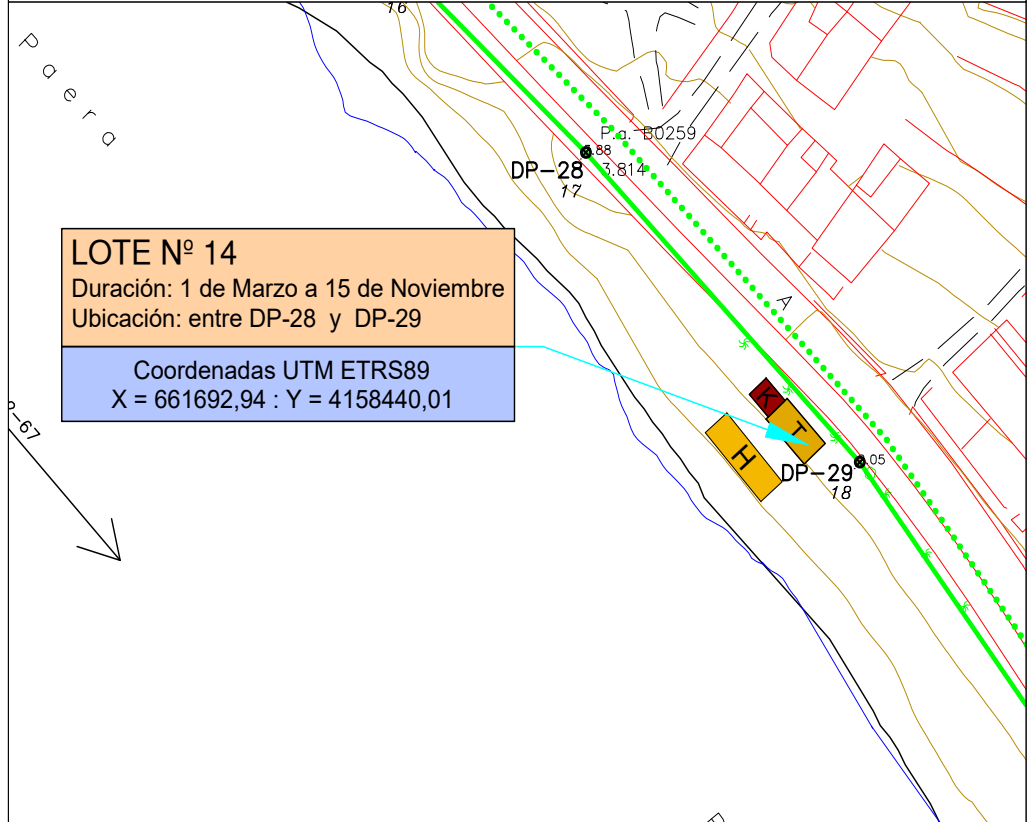 16
Paera
P.a. B0259
DP-28
3.814
17
LOTE Nº 14
Duración: 1 de Marzo a 15 de Noviembre
Ubicación: entre DP-28 y DP-29
Coordenadas UTM ETRS89
X = 661692,94 : Y = 4158440,01
A
K
T
H
DP-29
18